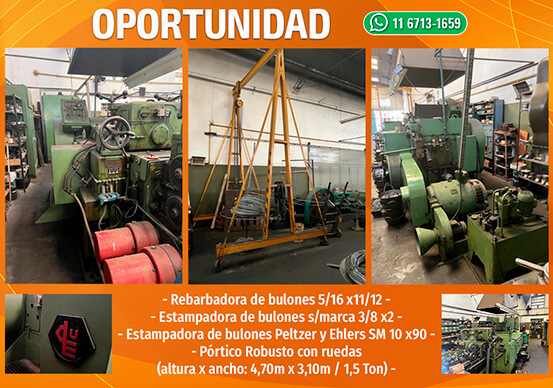 OPORTUNIDAD
11 6713-1659
- Rebarbadora de bulones 5/16 x11/12 -
- Estampadora de bulones s/marca 3/8 x2 -
- Estampadora de bulones Peltzer y Ehlers SM 10 x90 -
- Pórtico Robusto con ruedas
(altura x ancho: 4,70m x 3,10m / 1,5 Ton) -